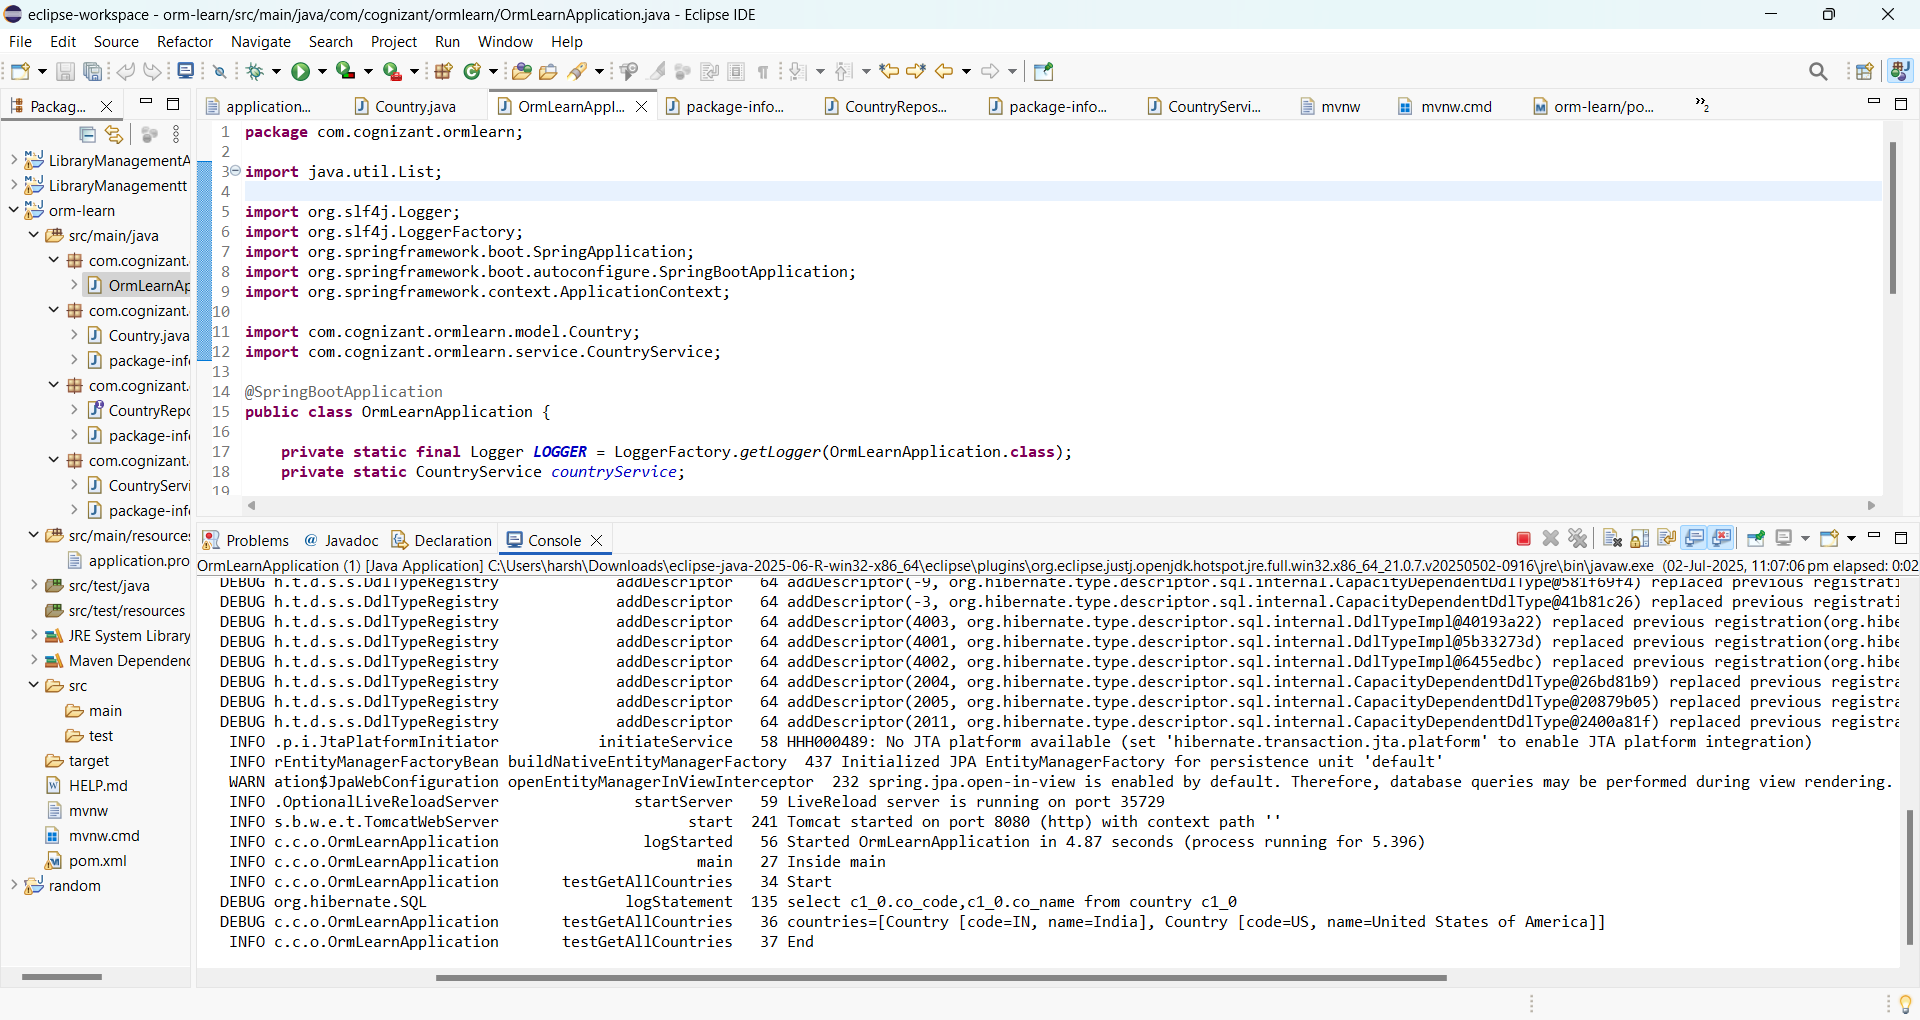 eclipse-workspace - orm-learn/src/main/java/com/cognizant/ormlearn/OrmLearnApplication.java - Eclipse IDE
File Edit Source Refactor Navigate Search Project Run Window Help
Packag...
application... Country.java OrmLearnAppl... package-info... CountryRepos... package-info... CountryServi... mvnw mvnw.cmd orm-learn/po... »2
LibraryManagementA
LibraryManagementt
orm-learn
src/main/java
com.cognizant.
OrmLearnAp
com.cognizant.
Country.java
package-info
com.cognizant.
CountryRepo
package-info
com.cognizant.
CountryServi
package-info
src/main/resources
application.pro
src/test/java
src/test/resources
JRE System Library
Maven Dependenc
src
main
test
target
HELP.md
mvnw
mvnw.cmd
pom.xml
random
1 package com.cognizant.ormlearn;
2
3 import java.util.List;
4
5 import org.slf4j.Logger;
6 import org.slf4j.LoggerFactory;
7 import org.springframework.boot.SpringApplication;
8 import org.springframework.boot.autoconfigure.SpringBootApplication;
9 import org.springframework.context.ApplicationContext;
10
11 import com.cognizant.ormlearn.model.Country;
12 import com.cognizant.ormlearn.service.CountryService;
13
14 @SpringBootApplication
15 public class OrmLearnApplication {
16
17 private static final Logger LOGGER = LoggerFactory.getLogger(OrmLearnApplication.class);
18 private static CountryService countryService;
19
Problems @ Javadoc Declaration Console
OrmLearnApplication (1) [Java Application] C:\Users\harsh\Downloads\eclipse-java-2025-06-R-win32-x86_64\eclipse\plugins\org.eclipse.justj.openjdk.hotspot.jre.full.win32.x86_64_21.0.7.v20250502-0916\jre\bin\javaw.exe (02-Jul-2025, 11:07:06 pm elapsed: 0:02
DEBUG h.t.d.s.s.DdlTypeRegistry addDescriptor 64 addDescriptor(-9, org.hibernate.type.descriptor.sql.internal.CapacityDependentDdlType@581f69f4) replaced previous registrati
DEBUG h.t.d.s.s.DdlTypeRegistry addDescriptor 64 addDescriptor(-3, org.hibernate.type.descriptor.sql.internal.CapacityDependentDdlType@41b81c26) replaced previous registrati
DEBUG h.t.d.s.s.DdlTypeRegistry addDescriptor 64 addDescriptor(4003, org.hibernate.type.descriptor.sql.internal.DdlTypeImpl@40193a22) replaced previous registration(org.hibe
DEBUG h.t.d.s.s.DdlTypeRegistry addDescriptor 64 addDescriptor(4001, org.hibernate.type.descriptor.sql.internal.DdlTypeImpl@5b33273d) replaced previous registration(org.hibe
DEBUG h.t.d.s.s.DdlTypeRegistry addDescriptor 64 addDescriptor(4002, org.hibernate.type.descriptor.sql.internal.DdlTypeImpl@6455edbc) replaced previous registration(org.hibe
DEBUG h.t.d.s.s.DdlTypeRegistry addDescriptor 64 addDescriptor(2004, org.hibernate.type.descriptor.sql.internal.CapacityDependentDdlType@26bd81b9) replaced previous registra
DEBUG h.t.d.s.s.DdlTypeRegistry addDescriptor 64 addDescriptor(2005, org.hibernate.type.descriptor.sql.internal.CapacityDependentDdlType@20879b05) replaced previous registra
DEBUG h.t.d.s.s.DdlTypeRegistry addDescriptor 64 addDescriptor(2011, org.hibernate.type.descriptor.sql.internal.CapacityDependentDdlType@2400a81f) replaced previous registra
INFO .p.i.JtaPlatformInitiator initiateService 58 HHH000489: No JTA platform available (set 'hibernate.transaction.jta.platform' to enable JTA platform integration)
INFO rEntityManagerFactoryBean buildNativeEntityManagerFactory 437 Initialized JPA EntityManagerFactory for persistence unit 'default'
WARN ation$JpaWebConfiguration openEntityManagerInViewInterceptor 232 spring.jpa.open-in-view is enabled by default. Therefore, database queries may be performed during view rendering.
INFO .OptionalLiveReloadServer startServer 59 LiveReload server is running on port 35729
INFO s.b.w.e.t.TomcatWebServer start 241 Tomcat started on port 8080 (http) with context path ''
INFO c.c.o.OrmLearnApplication logStarted 56 Started OrmLearnApplication in 4.87 seconds (process running for 5.396)
INFO c.c.o.OrmLearnApplication main 27 Inside main
INFO c.c.o.OrmLearnApplication testGetAllCountries 34 Start
DEBUG org.hibernate.SQL logStatement 135 select c1_0.co_code,c1_0.co_name from country c1_0
DEBUG c.c.o.OrmLearnApplication testGetAllCountries 36 countries=[Country [code=IN, name=India], Country [code=US, name=United States of America]]
INFO c.c.o.OrmLearnApplication testGetAllCountries 37 End